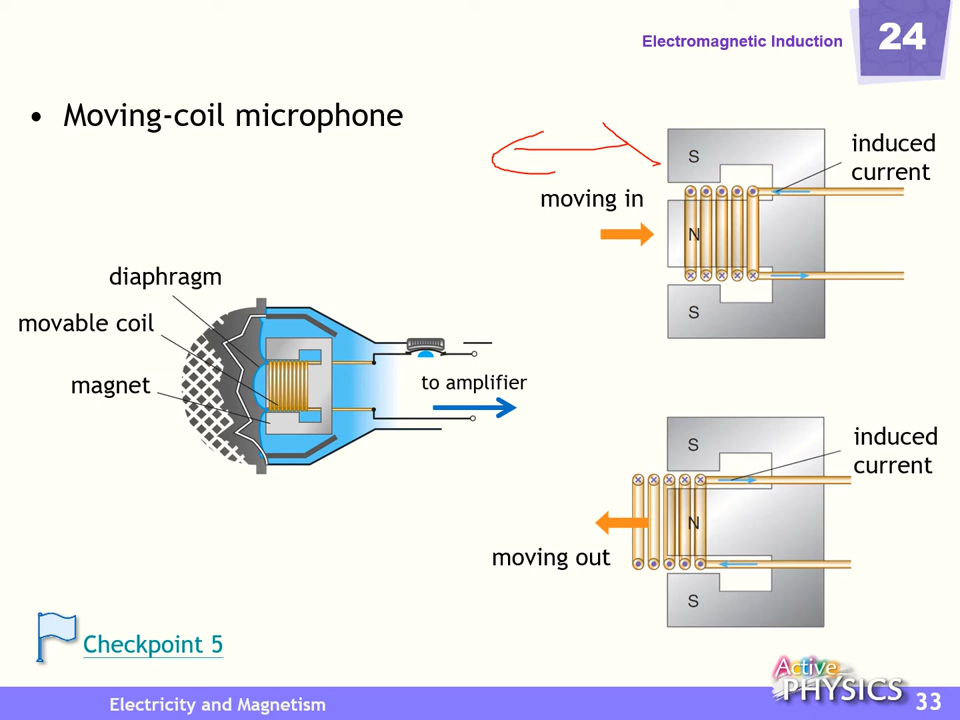 Electromagnetic Induction
24
• Moving-coil microphone
S
induced
current
moving in
N
S
diaphragm
movable coil
magnet
to amplifier
S
induced
current
N
moving out
S
Checkpoint 5
Active
PHYSICS
Electricity and Magnetism
33